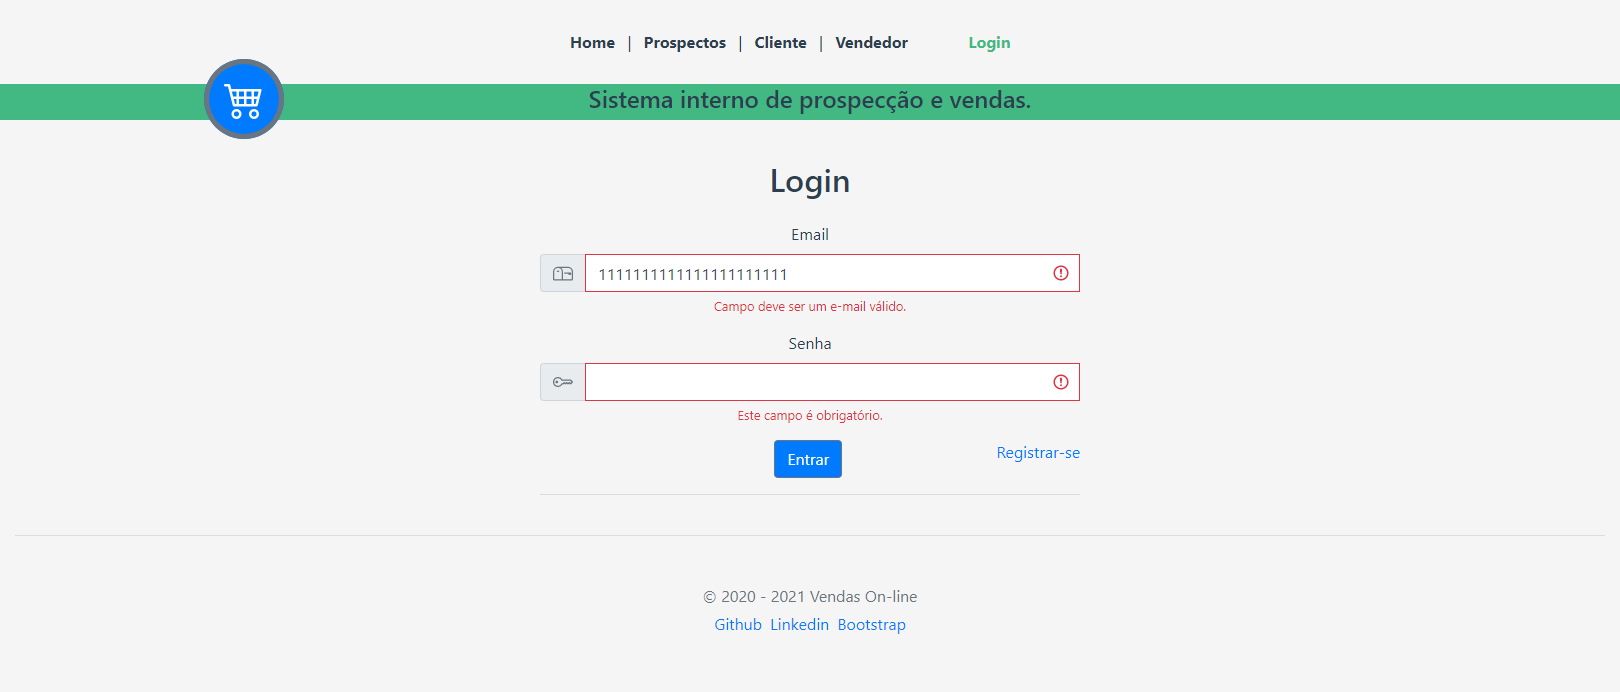 Home | Prospectos | Cliente | Vendedor Login
Sistema interno de prospecção e vendas.
Login
Email
1111111111111111111111
Campo deve ser um e-mail válido.
Senha
Este campo é obrigatório.
Entrar
Registrar-se
© 2020 - 2021 Vendas On-line
Github Linkedin Bootstrap